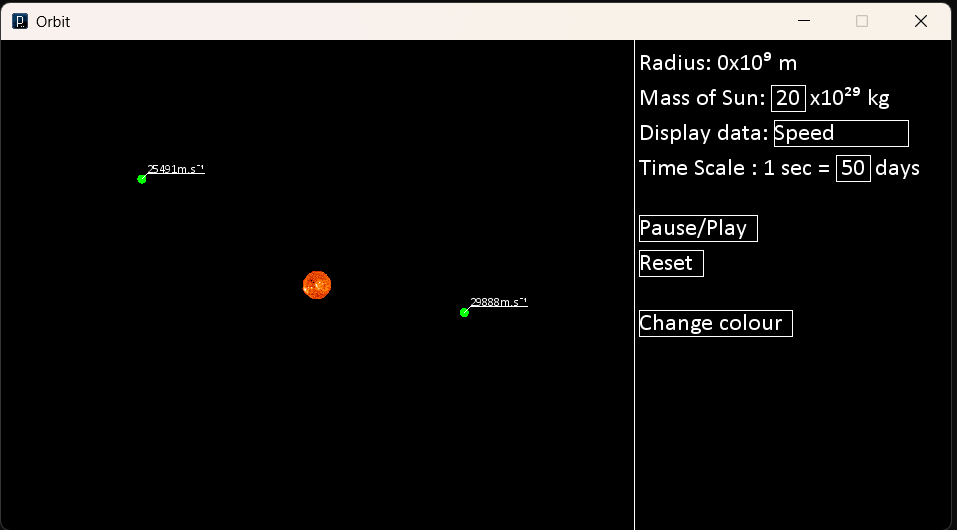 Orbit
Radius: 0x10⁹ m
Mass of Sun: 20 x10²⁹ kg
Display data: Speed
Time Scale : 1 sec = 50 days
25491m.s⁻¹
Pause/Play
Reset
29888m.s⁻¹
Change colour